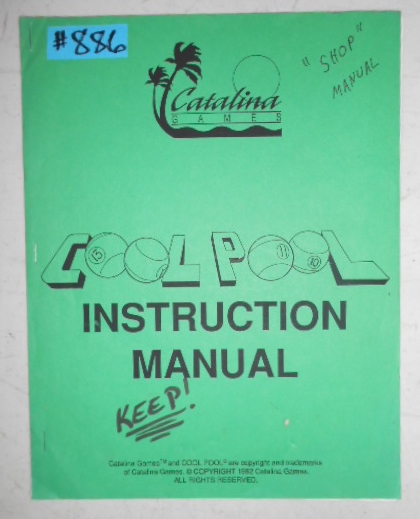 #886
"SHOP"
MANUAL
Catalina
GAMES
COOL POOL
INSTRUCTION
MANUAL
KEEP!
Catalina Games™ and COOL POOL© are copyright and trademarks
of Catalina Games. © COPYRIGHT 1992 Catalina Games.
ALL RIGHTS RESERVED.